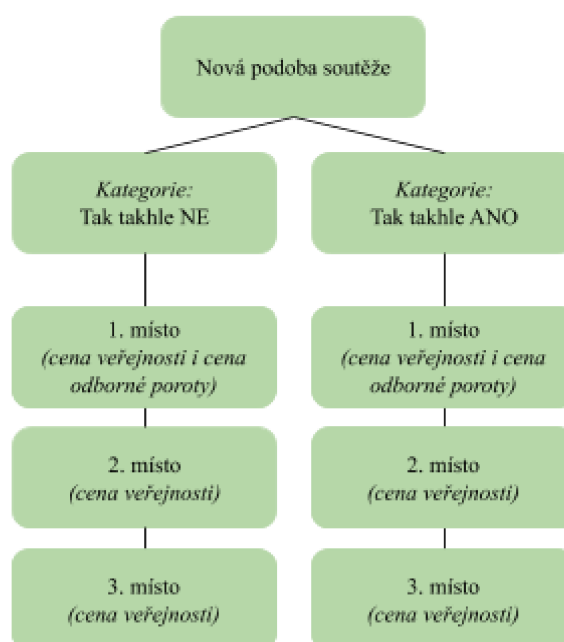 Nová podoba soutěže
Kategorie:
Tak takhle NE
Kategorie:
Tak takhle ANO
1. místo
(cena veřejnosti i cena
odborné poroty)
1. místo
(cena veřejnosti i cena
odborné poroty)
2. místo
(cena veřejnosti)
2. místo
(cena veřejnosti)
3. místo
(cena veřejnosti)
3. místo
(cena veřejnosti)